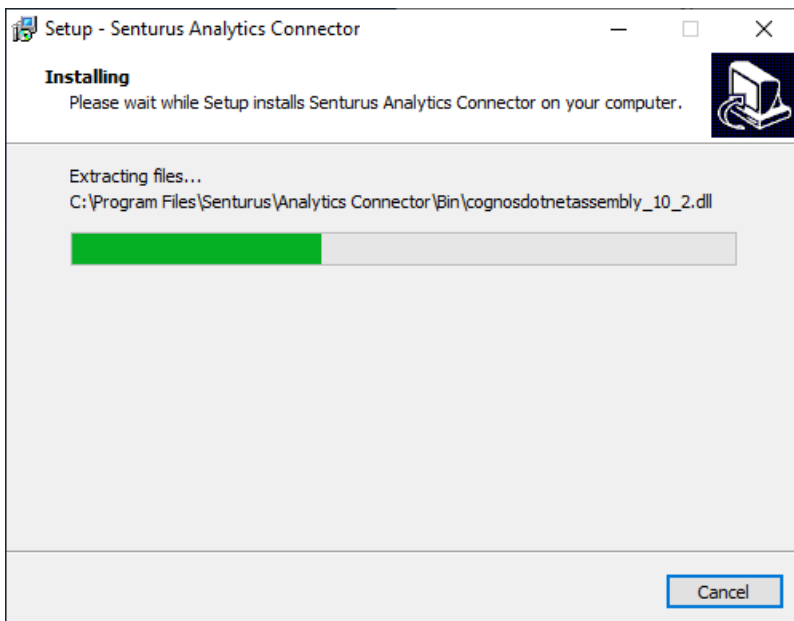 Setup - Senturus Analytics Connector
Installing
Please wait while Setup installs Senturus Analytics Connector on your computer.
Extracting files...
C:\Program Files\Senturus\Analytics Connector\Bin\cognosdotnetassembly_10_2.dll
Cancel